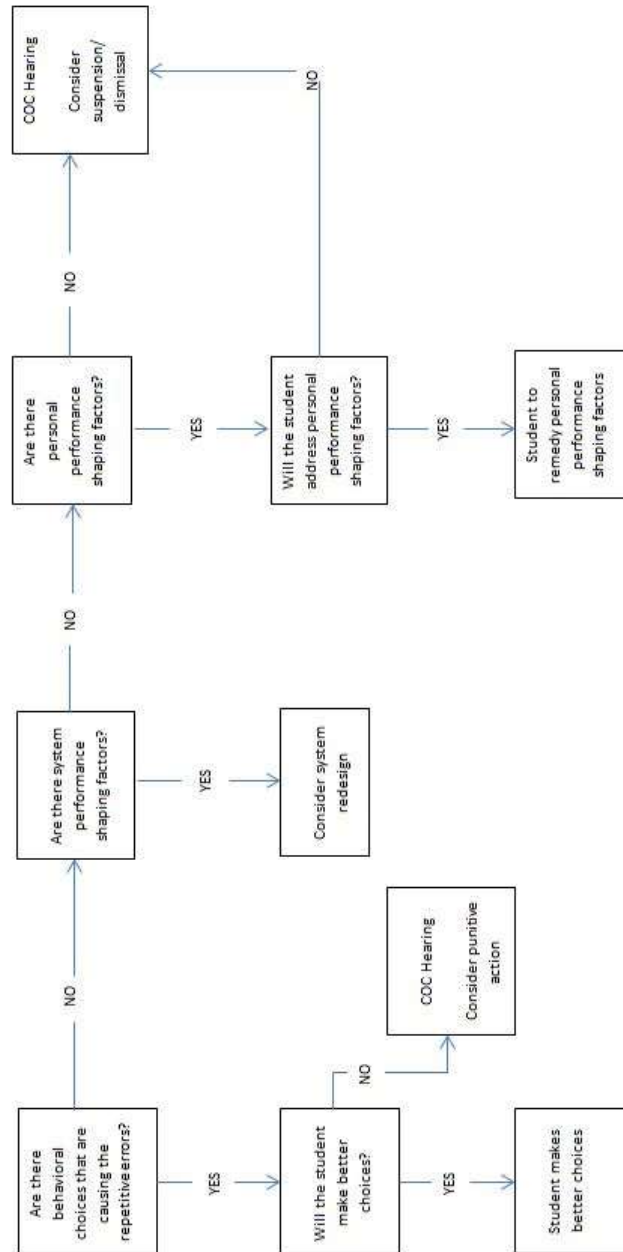 Are there
behavioral
choices that are
causing the
repetitive errors?
NO
Are there system
performance
shaping factors?
NO
Are there
personal
performance
shaping factors?
NO
COC Hearing
Consider
suspension/
dismissal
YES
YES
YES
Will the student
make better
choices?
NO
COC Hearing
Consider punitive
action
Consider system
redesign
Will the student
address personal
performance
shaping factors?
NO
YES
YES
Student makes
better choices
Student to
remedy personal
performance
shaping factors